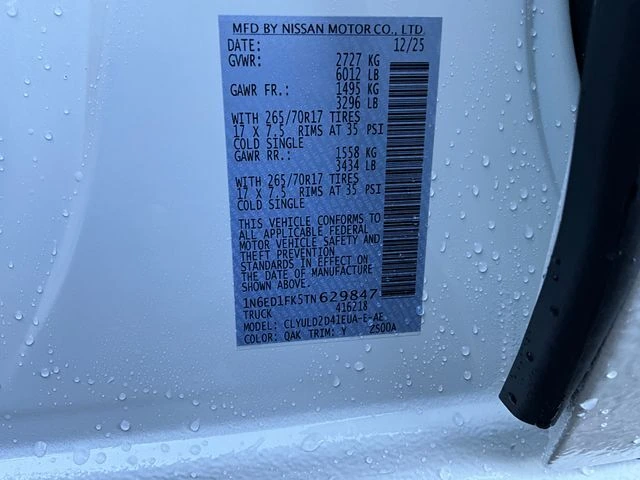 MFD BY NISSAN MOTOR CO., LTD.
DATE: 12/25
GVWR: 2727 KG
6012 LB
GAWR FR.: 1495 KG
3296 LB
WITH 265/70R17 TIRES
17 X 7.5 RIMS AT 35 PSI
COLD SINGLE
GAWR RR.: 1558 KG
3434 LB
WITH 265/70R17 TIRES
17 X 7.5 RIMS AT 35 PSI
COLD SINGLE
THIS VEHICLE CONFORMS TO
ALL APPLICABLE FEDERAL
MOTOR VEHICLE SAFETY AND
THEFT PREVENTION
STANDARDS IN EFFECT ON
THE DATE OF MANUFACTURE
SHOWN ABOVE.
1N6ED1FK5TN629847
TRUCK 416218
MODEL: CLYULD2D41EUA-E-AE
COLOR: QAK TRIM: Y 2S00A